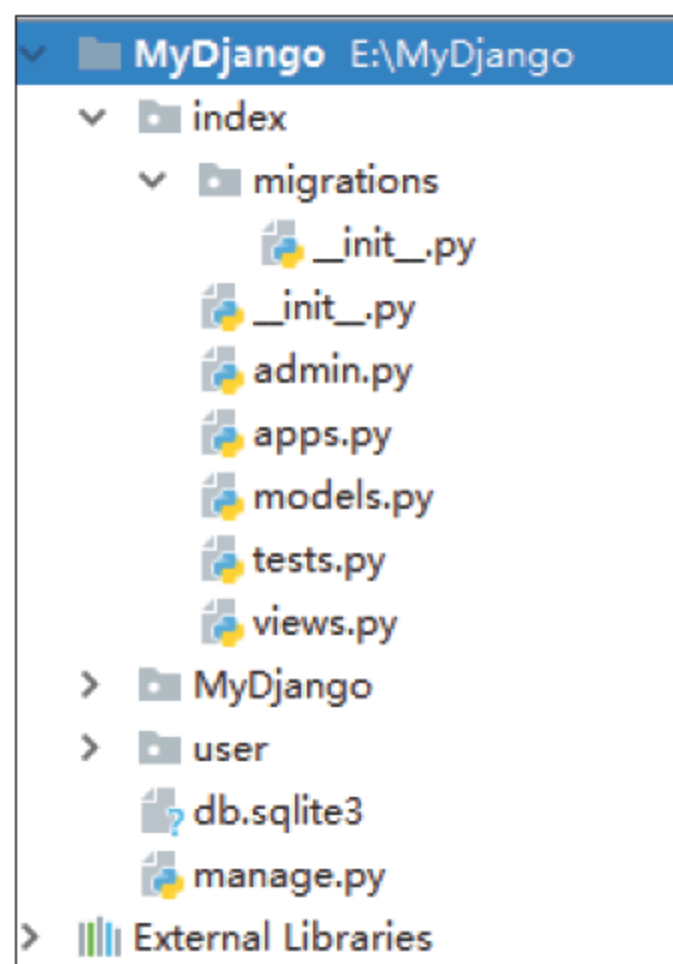 MyDjango E:\MyDjango
index
migrations
__init__.py
__init__.py
admin.py
apps.py
models.py
tests.py
views.py
MyDjango
user
db.sqlite3
manage.py
External Libraries